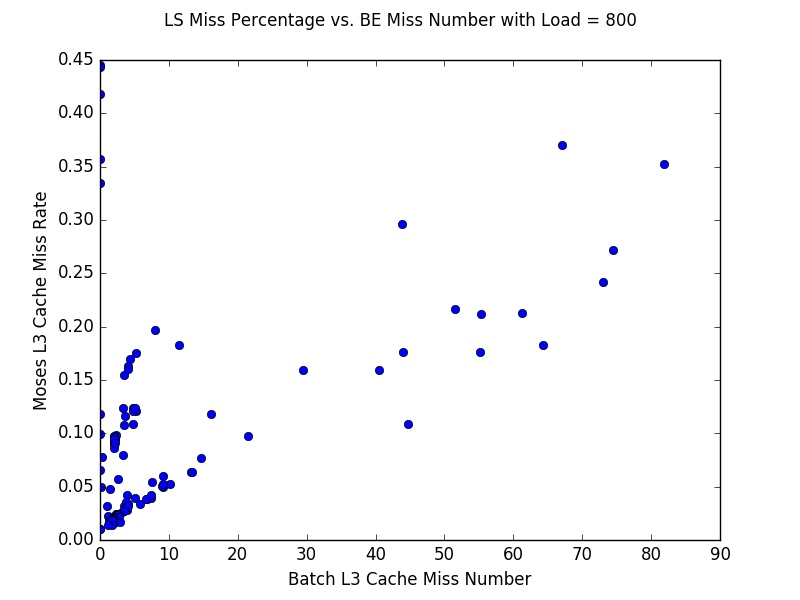 LS Miss Percentage vs. BE Miss Number with Load = 800
0.45
0.40
0.35
0.30
0.25
0.20
0.15
0.10
0.05
0.00
Moses L3 Cache Miss Rate
0 10 20 30 40 50 60 70 80 90
Batch L3 Cache Miss Number